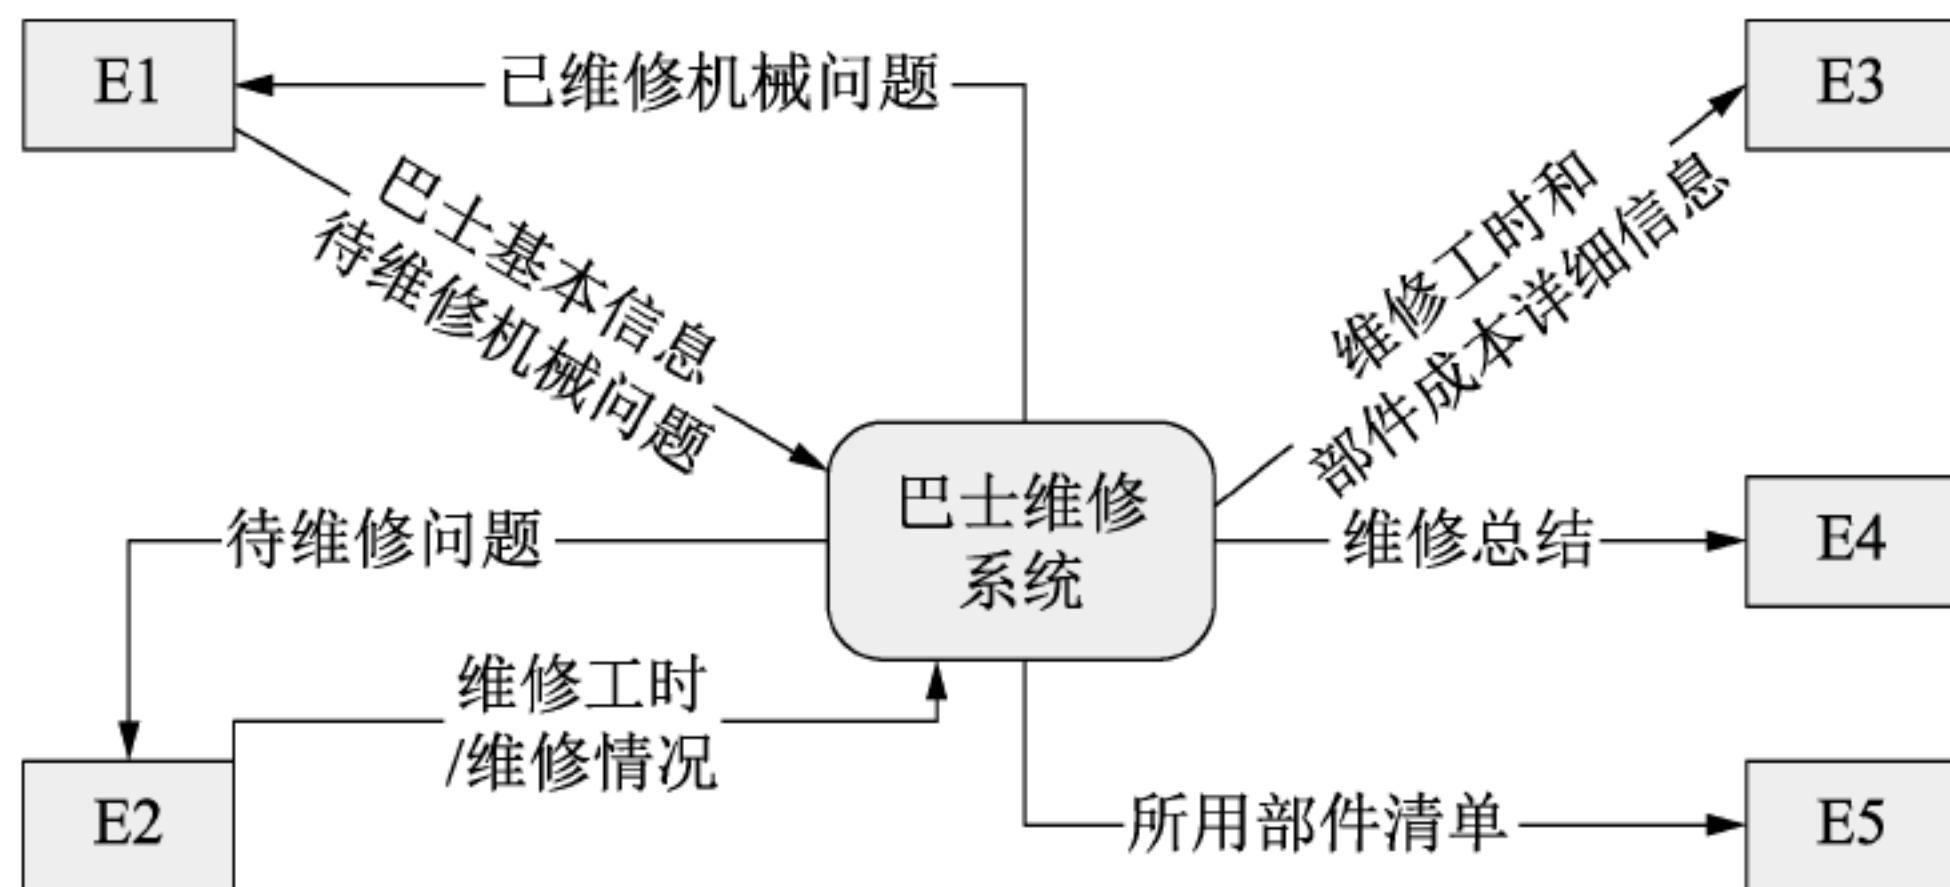 E1
已维修机械问题
E3
巴士基本信息
待维修机械问题
维修工时和
部件成本详细信息
巴士维修
系统
待维修问题
维修总结
E4
维修工时
/维修情况
E2
所用部件清单
E5